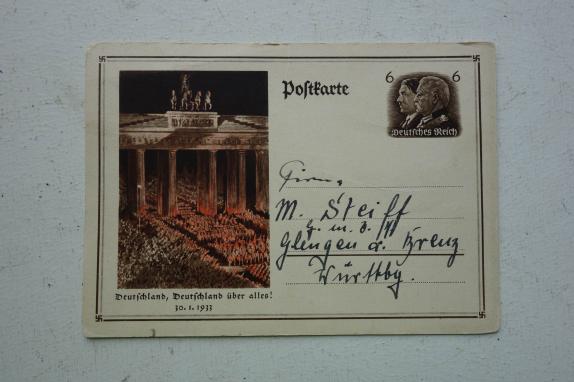 Postkarte
6 6
Deutsches Reich
Firma,
M. Steiff
G. m. b. H
Giengen a. Brenz
Württbg.
Deutschland, Deutschland über alles!
30. 1. 1933